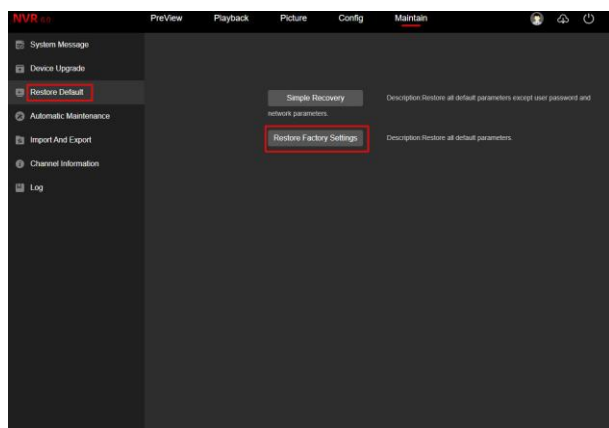 NVR 5.0
PreView Playback Picture Config Maintain
System Message
Device Upgrade
Restore Default
Simple Recovery Description:Restore all default parameters except user password and
network parameters.
Automatic Maintenance
Restore Factory Settings Description:Restore all default parameters.
Import And Export
Channel Information
Log